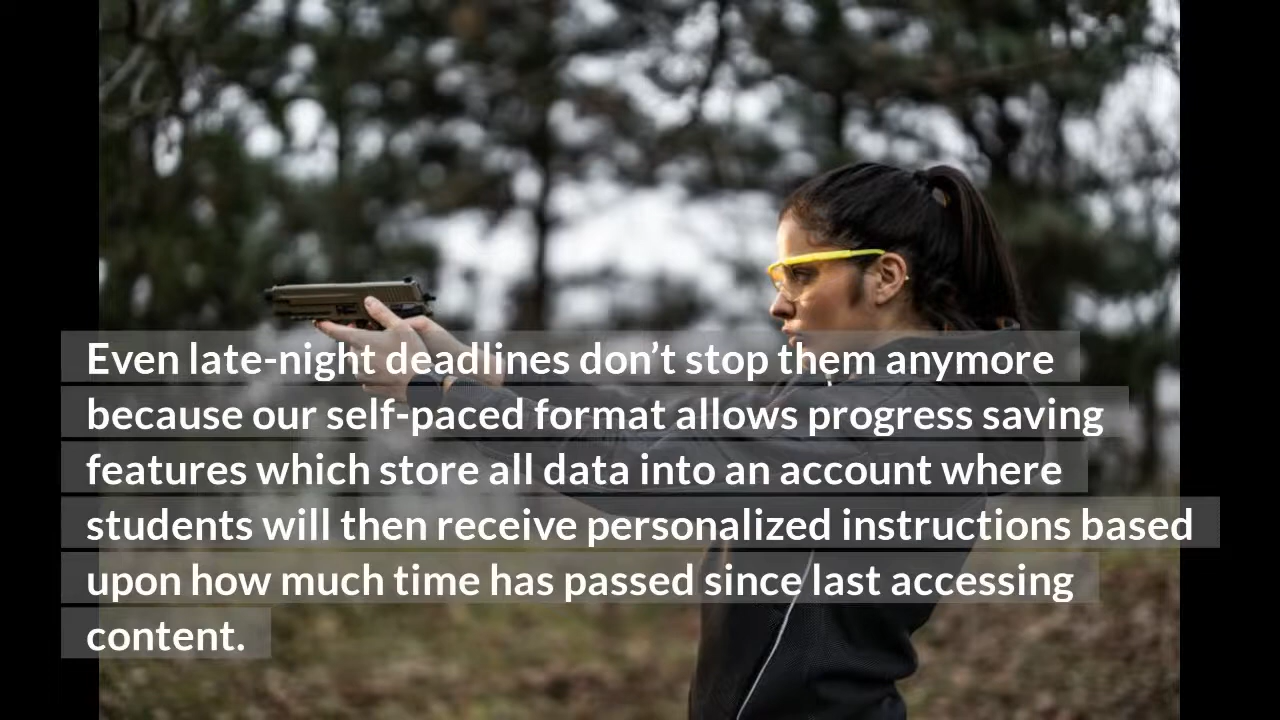 Even late-night deadlines don’t stop them anymore
because our self-paced format allows progress saving
features which store all data into an account where
students will then receive personalized instructions based
upon how much time has passed since last accessing
content.